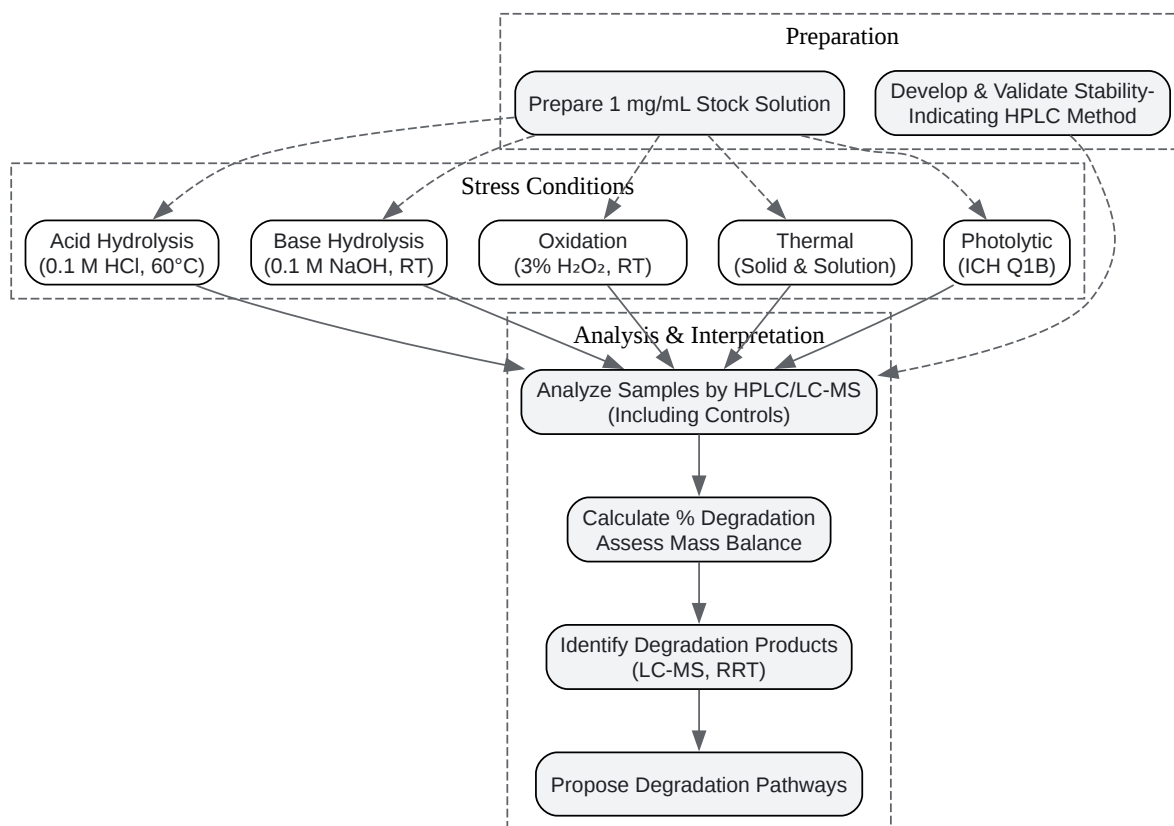 Preparation
Prepare 1 mg/mL Stock Solution
Develop & Validate Stability-
Indicating HPLC Method
Stress Conditions
Acid Hydrolysis
(0.1 M HCl, 60°C)
Base Hydrolysis
(0.1 M NaOH, RT)
Oxidation
(3% H₂O₂, RT)
Thermal
(Solid & Solution)
Photolytic
(ICH Q1B)
Analysis & Interpretation
Analyze Samples by HPLC/LC-MS
(Including Controls)
Calculate % Degradation
Assess Mass Balance
Identify Degradation Products
(LC-MS, RRT)
Propose Degradation Pathways